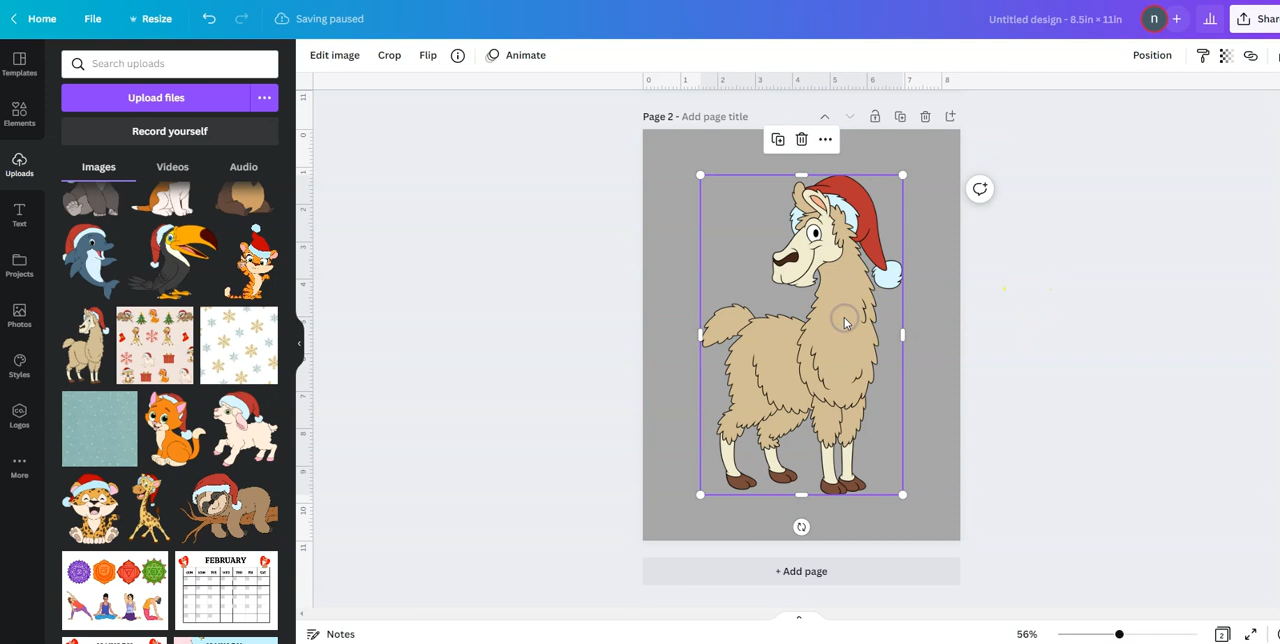 Home File Resize Saving paused Untitled design - 8.5in × 11in n + Shar
Templates
Elements
Uploads
Text
Projects
Photos
Styles
CO.
Logos
More
Search uploads
Upload files
Record yourself
Images Videos Audio
FEBRUARY
Edit image Crop Flip Animate Position
0 1 2 3 4 5 6 7 8
Page 2 - Add page title
+ Add page
Notes 56% 2